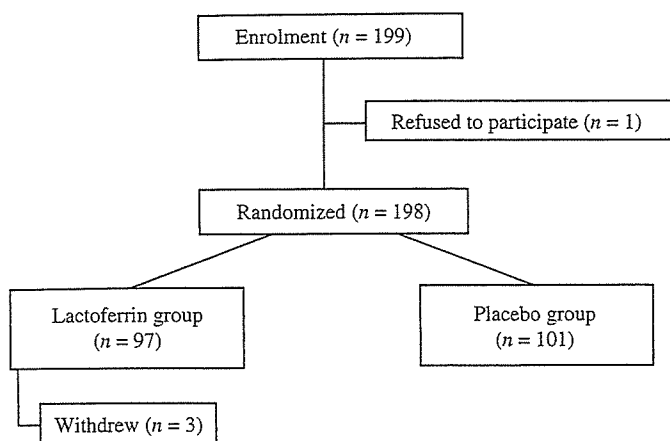 Enrolment (n = 199)
Refused to participate (n = 1)
Randomized (n = 198)
Lactoferrin group
(n = 97)
Placebo group
(n = 101)
Withdrew (n = 3)